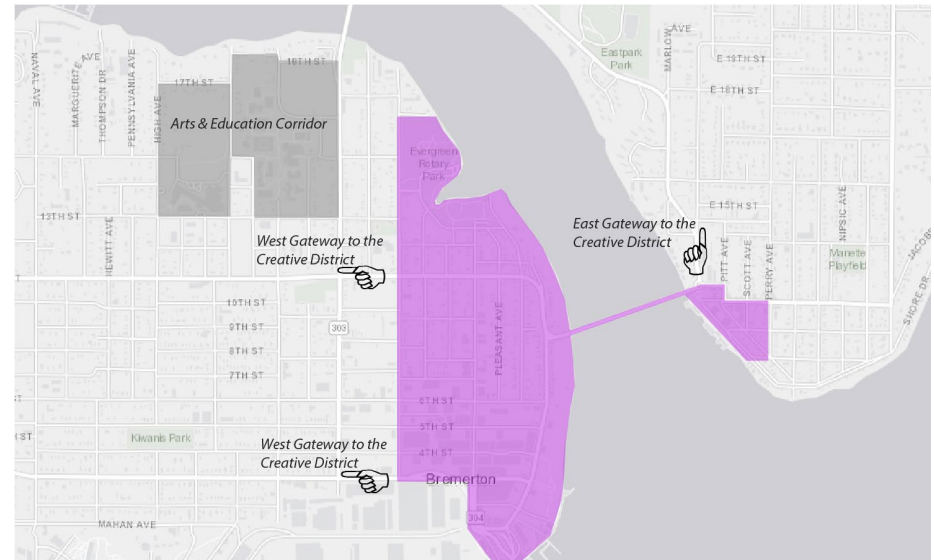 NAVAL AVE
MARGUERITE AVE
THOMPSON DR
PENNSYLVANIA AVE
HIGH AVE
17TH ST
16TH ST
Arts & Education Corridor
Evergreen
Rotary
Park
Eastpark
Park
MARLOW AVE
E 19TH ST
E 18TH ST
E 15TH ST
13TH ST
HEWITT AVE
West Gateway to the
Creative District
East Gateway to the
Creative District
PITT AVE
SCOTT AVE
PERRY AVE
NIPSIC AVE
Manette
Playfield
JACOBS
SHORE DR
10TH ST
9TH ST
8TH ST
7TH ST
303
PLEASANT AVE
6TH ST
5TH ST
4TH ST
Kiwanis Park
West Gateway to the
Creative District
Bremerton
304
MAHAN AVE